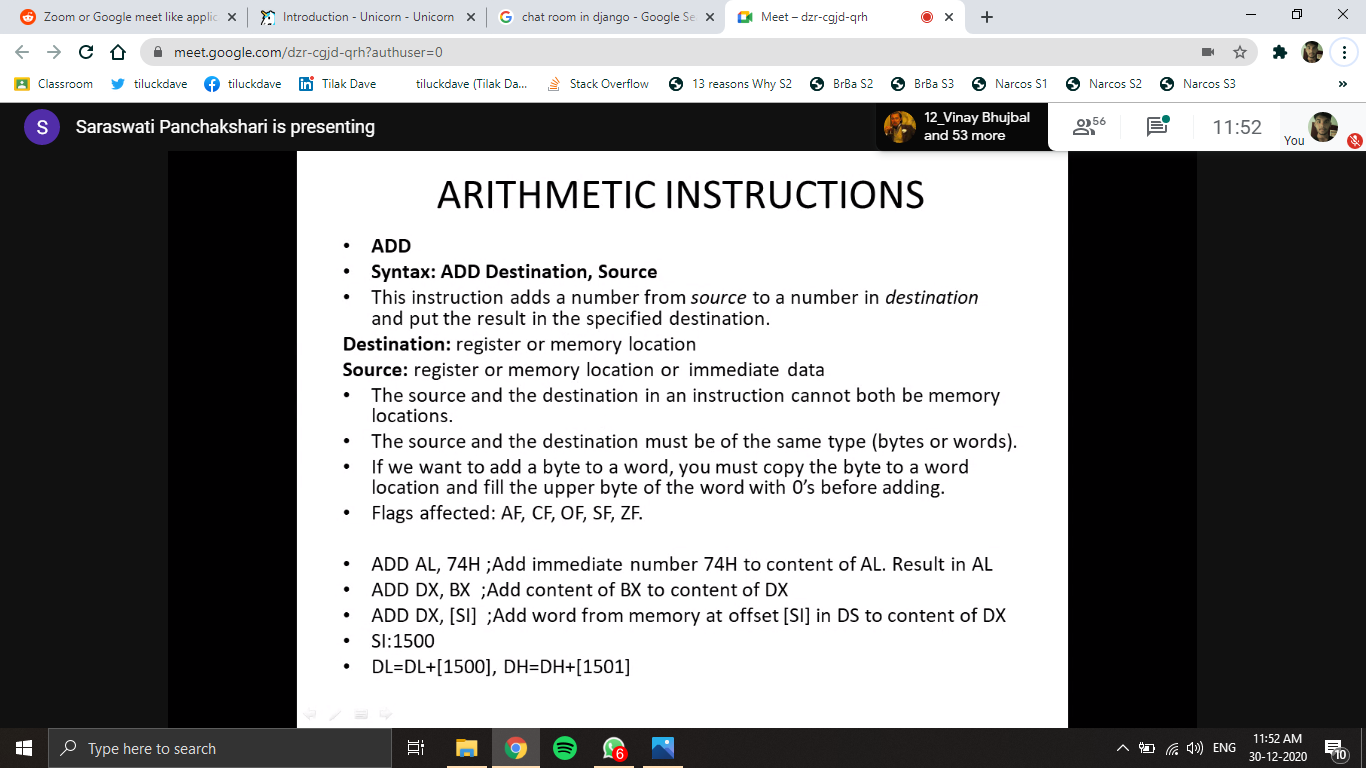 Zoom or Google meet like applic
Introduction - Unicorn - Unicorn
chat room in django - Google Se
Meet – dzr-cgjd-qrh
meet.google.com/dzr-cgjd-qrh?authuser=0
Classroom
tiluckdave
tiluckdave
Tilak Dave
tiluckdave (Tilak Da...
Stack Overflow
13 reasons Why S2
BrBa S2
BrBa S3
Narcos S1
Narcos S2
Narcos S3
»
S
Saraswati Panchakshari is presenting
12_Vinay Bhujbal
and 53 more
56
11:52
You
ARITHMETIC INSTRUCTIONS
• ADD
• Syntax: ADD Destination, Source
• This instruction adds a number from source to a number in destination
and put the result in the specified destination.
Destination: register or memory location
Source: register or memory location or immediate data
• The source and the destination in an instruction cannot both be memory
locations.
• The source and the destination must be of the same type (bytes or words).
• If we want to add a byte to a word, you must copy the byte to a word
location and fill the upper byte of the word with 0’s before adding.
• Flags affected: AF, CF, OF, SF, ZF.
• ADD AL, 74H ;Add immediate number 74H to content of AL. Result in AL
• ADD DX, BX ;Add content of BX to content of DX
• ADD DX, [SI] ;Add word from memory at offset [SI] in DS to content of DX
• SI:1500
• DL=DL+[1500], DH=DH+[1501]
Type here to search
6
ENG
11:52 AM
30-12-2020
10